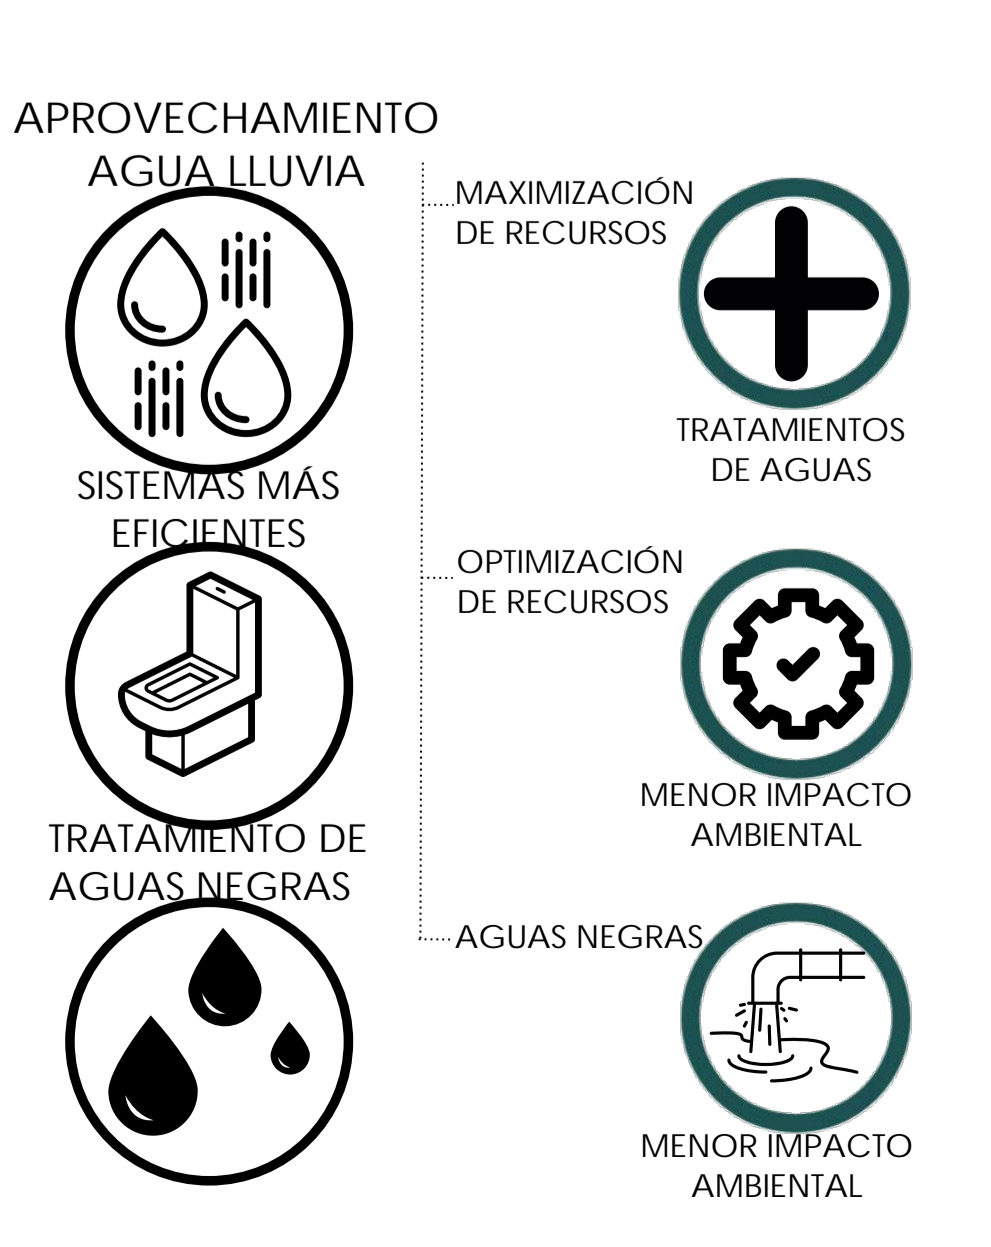 APROVECHAMIENTO
AGUA LLUVIA
SISTEMAS MÁS
EFICIENTES
TRATAMIENTO DE
AGUAS NEGRAS
MAXIMIZACIÓN
DE RECURSOS
TRATAMIENTOS
DE AGUAS
OPTIMIZACIÓN
DE RECURSOS
MENOR IMPACTO
AMBIENTAL
AGUAS NEGRAS
MENOR IMPACTO
AMBIENTAL